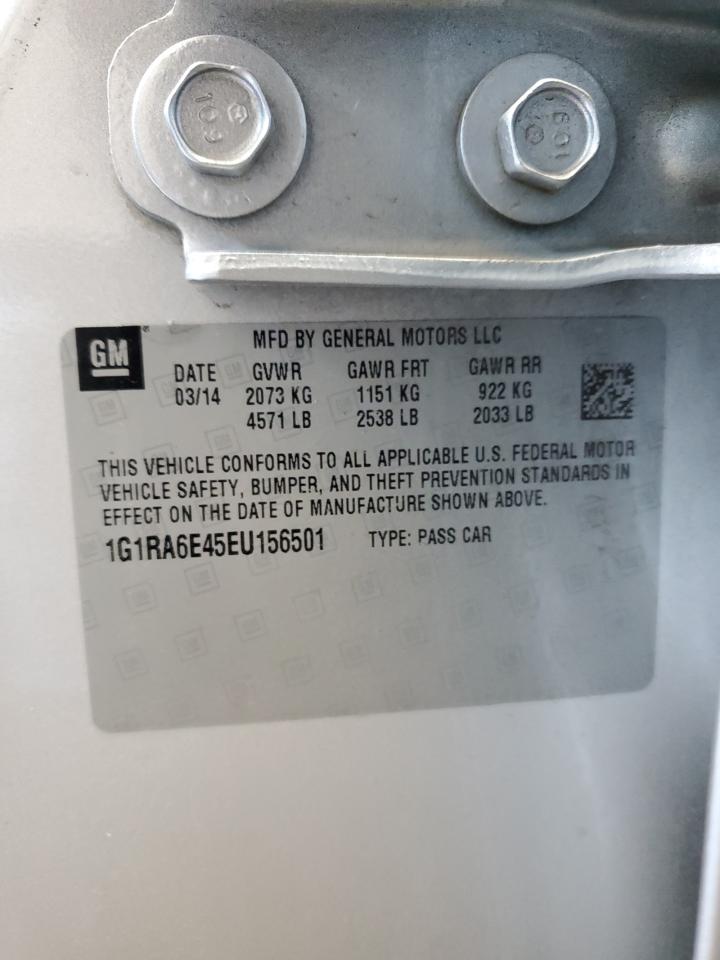 109
601
GM
MFD BY GENERAL MOTORS LLC
DATE GVWR GAWR FRT GAWR RR
03/14 2073 KG 1151 KG 922 KG
4571 LB 2538 LB 2033 LB
THIS VEHICLE CONFORMS TO ALL APPLICABLE U.S. FEDERAL MOTOR
VEHICLE SAFETY, BUMPER, AND THEFT PREVENTION STANDARDS IN
EFFECT ON THE DATE OF MANUFACTURE SHOWN ABOVE.
1G1RA6E45EU156501 TYPE: PASS CAR